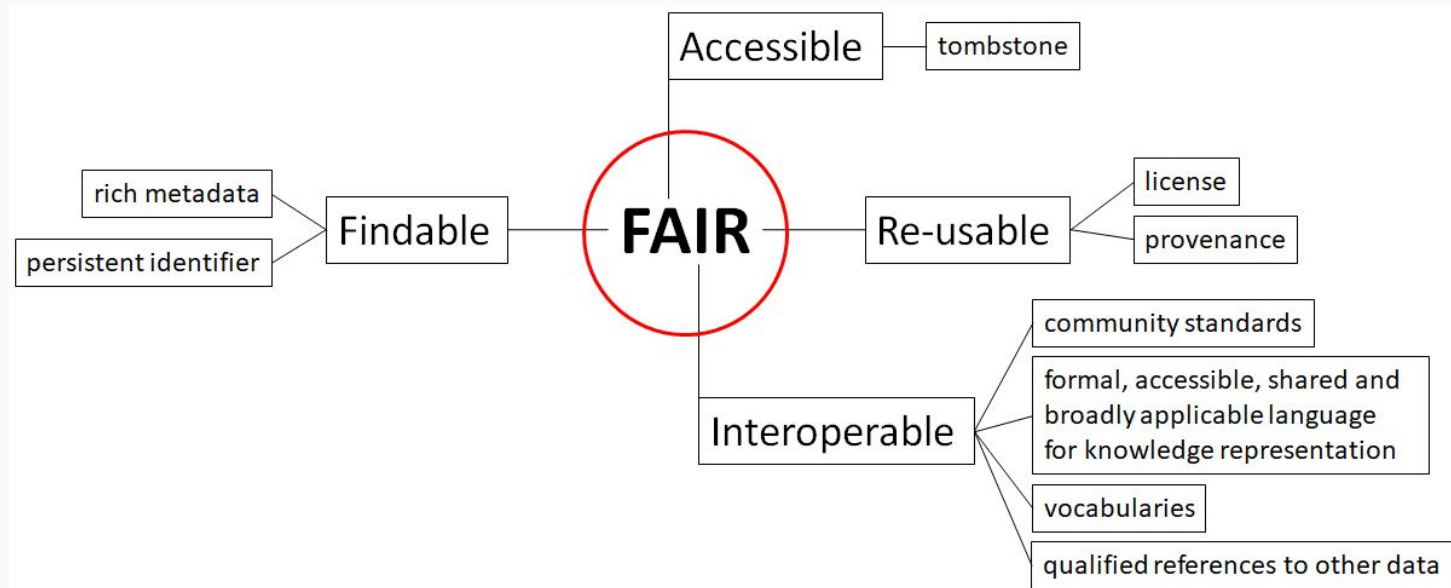 Accessible
tombstone
rich metadata
persistent identifier
Findable
FAIR
Re-usable
license
provenance
Interoperable
community standards
formal, accessible, shared and
broadly applicable language
for knowledge representation
vocabularies
qualified references to other data